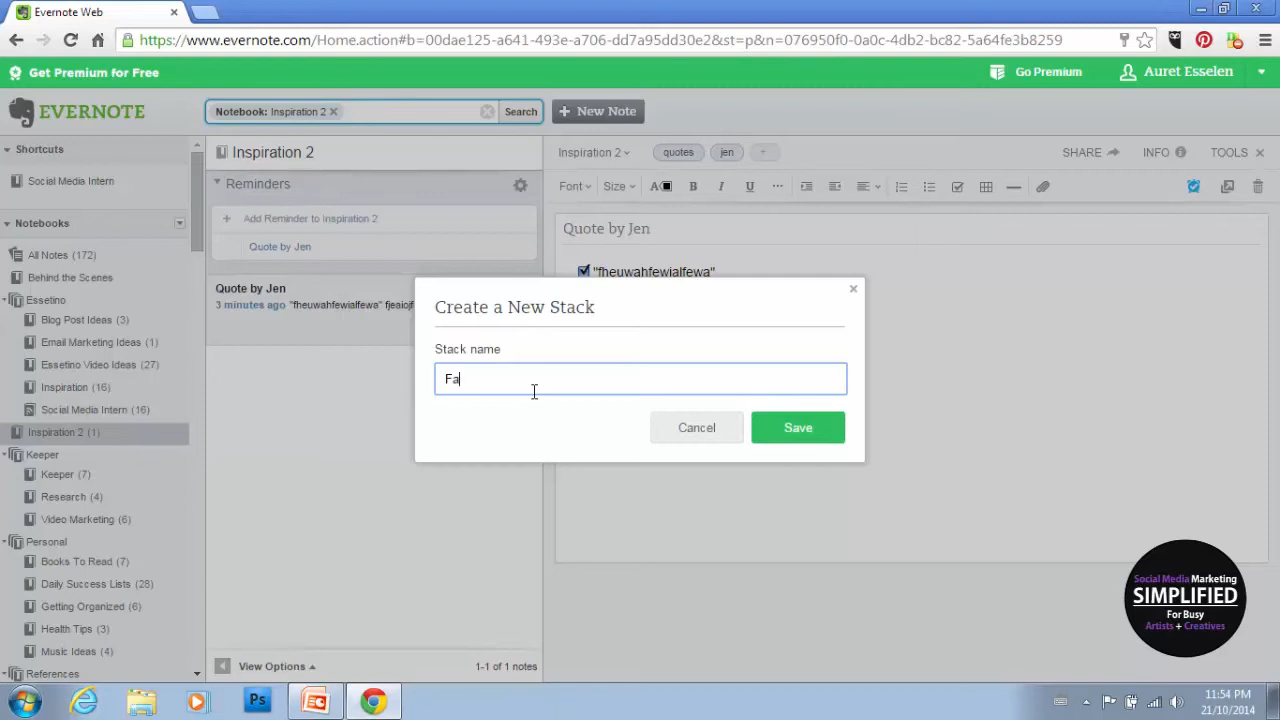 Evernote Web
https://www.evernote.com/Home.action#b=00dae125-a641-493e-a706-dd7a95dd30e2&st=p&n=076950f0-0a0c-4db2-bc82-5a64fe3b8259
Get Premium for Free
Go Premium
Auret Esselen
EVERNOTE
Notebook: Inspiration 2
Search
+ New Note
Shortcuts
Social Media Intern
Notebooks
All Notes (172)
Behind the Scenes
Essetino
Blog Post Ideas (3)
Email Marketing Ideas (1)
Essetino Video Ideas (27)
Inspiration (16)
Social Media Intern (16)
Inspiration 2 (1)
Keeper
Keeper (7)
Research (4)
Video Marketing (6)
Personal
Books To Read (7)
Daily Success Lists (28)
Getting Organized (6)
Health Tips (3)
Music Ideas (4)
References
Inspiration 2
Reminders
+ Add Reminder to Inspiration 2
Quote by Jen
Quote by Jen
3 minutes ago "fheuwahfewialfewa" fjeaiojf
View Options
1-1 of 1 notes
Inspiration 2
quotes
jen
+
SHARE
INFO
TOOLS
Font
Size
A
B
I
U
Quote by Jen
"fheuwahfewialfewa"
Create a New Stack
Stack name
Fa
Cancel
Save
Social Media Marketing
SIMPLIFIED
For Busy
Artists + Creatives
Ps
11:54 PM
21/10/2014